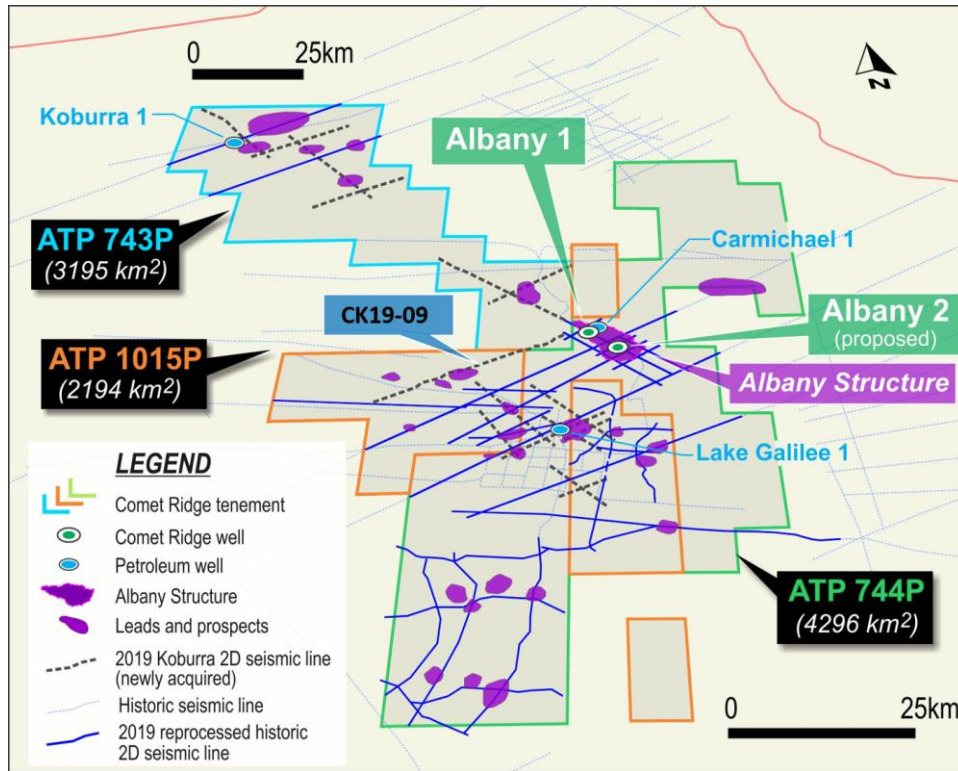 0 25km
N
Koburra 1
Albany 1
Carmichael 1
ATP 743P
(3195 km²)
CK19-09
Albany 2
(proposed)
ATP 1015P
(2194 km²)
Albany Structure
Lake Galilee 1
LEGEND
Comet Ridge tenement
Comet Ridge well
Petroleum well
Albany Structure
Leads and prospects
2019 Koburra 2D seismic line
(newly acquired)
Historic seismic line
2019 reprocessed historic
2D seismic line
ATP 744P
(4296 km²)
0 25km